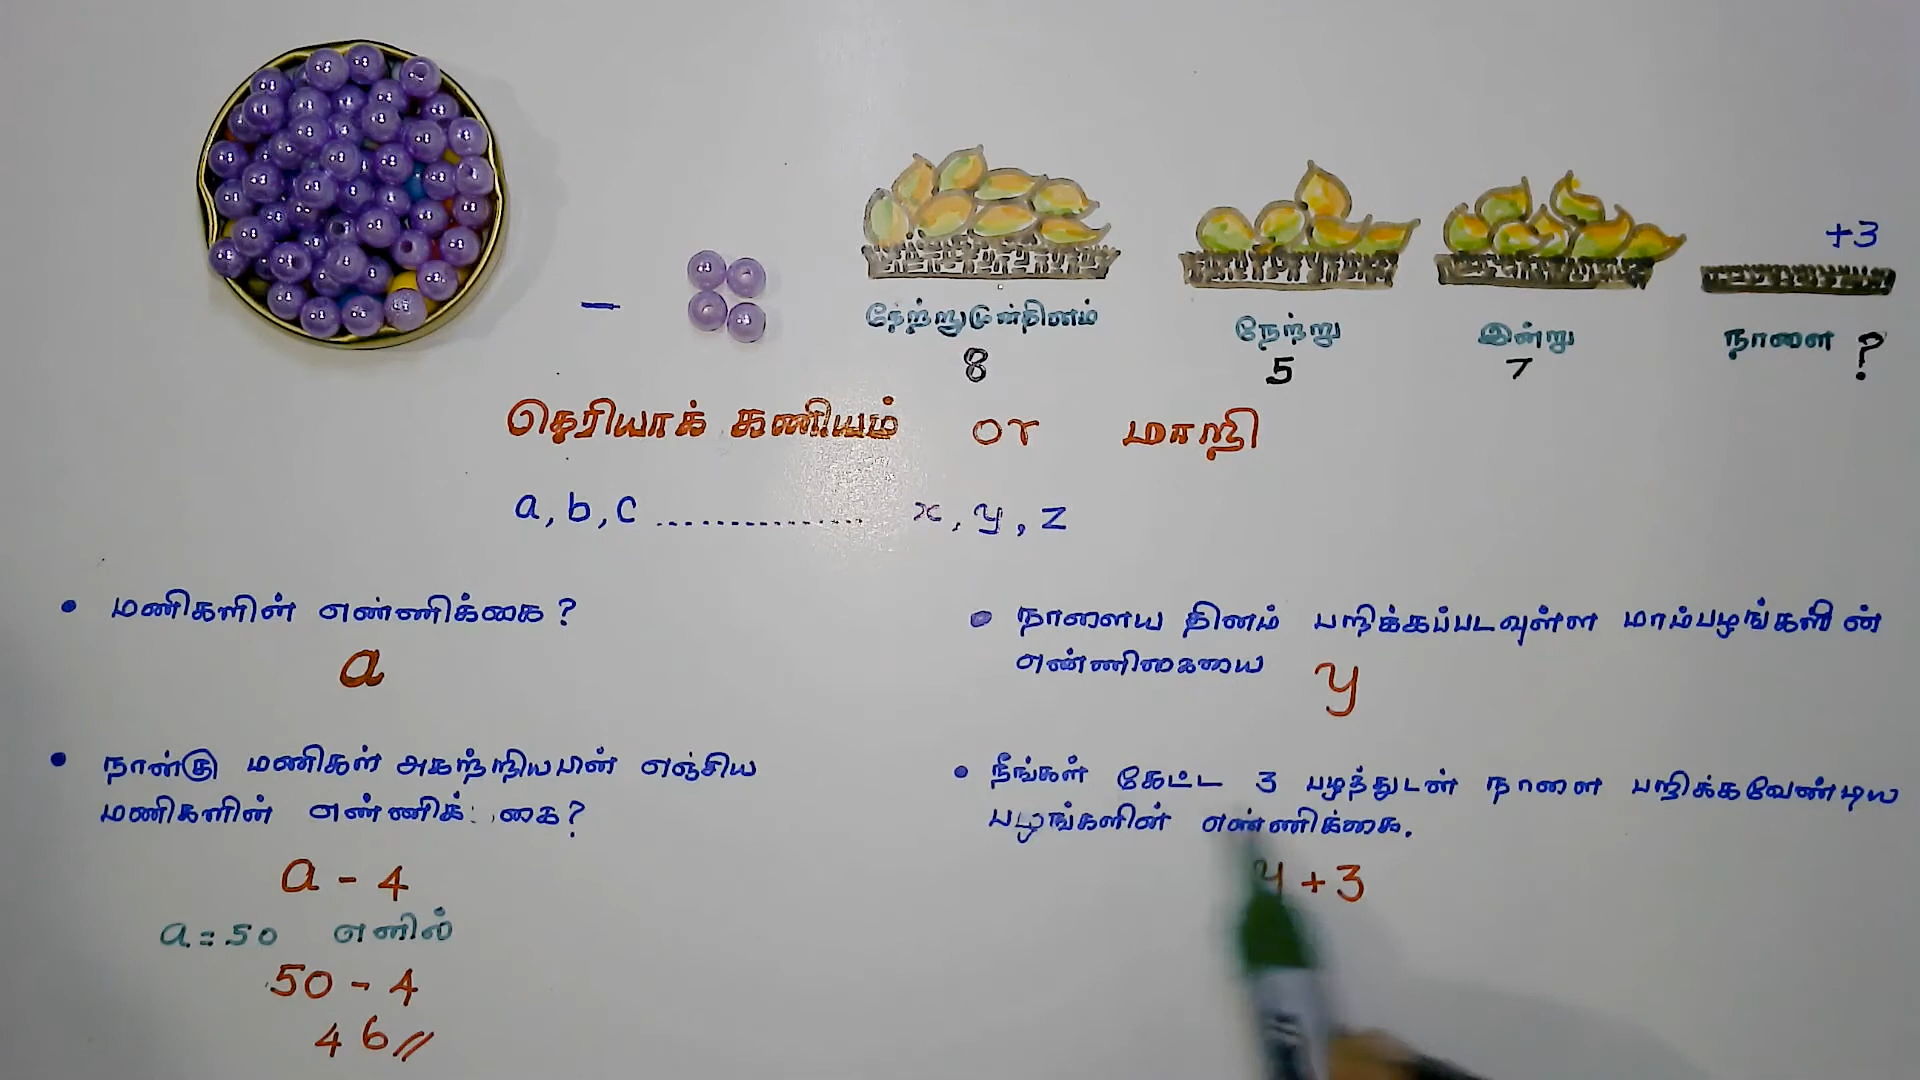 +3
நேற்றுமுன்தினம்
நேற்று
இன்று
நாளை ?
8
5
7
தெரியாக் கணியம் or மாறி
a, b, c ............... x, y, z
• மணிகளின் எண்ணிக்கை ?
a
• நான்கு மணிகள் அகற்றியபின் எஞ்சிய
மணிகளின் எண்ணிக் கை?
a - 4
a = 50 எனில்
50 - 4
46//
• நாளைய தினம் பறிக்கப்படவுள்ள மாம்பழங்களின்
எண்ணிகையை y
• நீங்கள் கேட்ட 3 பழத்துடன் நாளை பறிக்கவேண்டிய
பழங்களின் எண்ணிக்கை.
y + 3